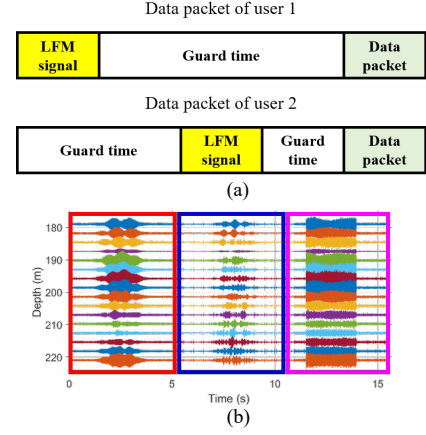 Data packet of user 1
LFM signal
Guard time
Data packet
Data packet of user 2
Guard time
LFM signal
Guard time
Data packet
(a)
180
190
200
210
220
Depth (m)
0
5
10
15
Time (s)
(b)